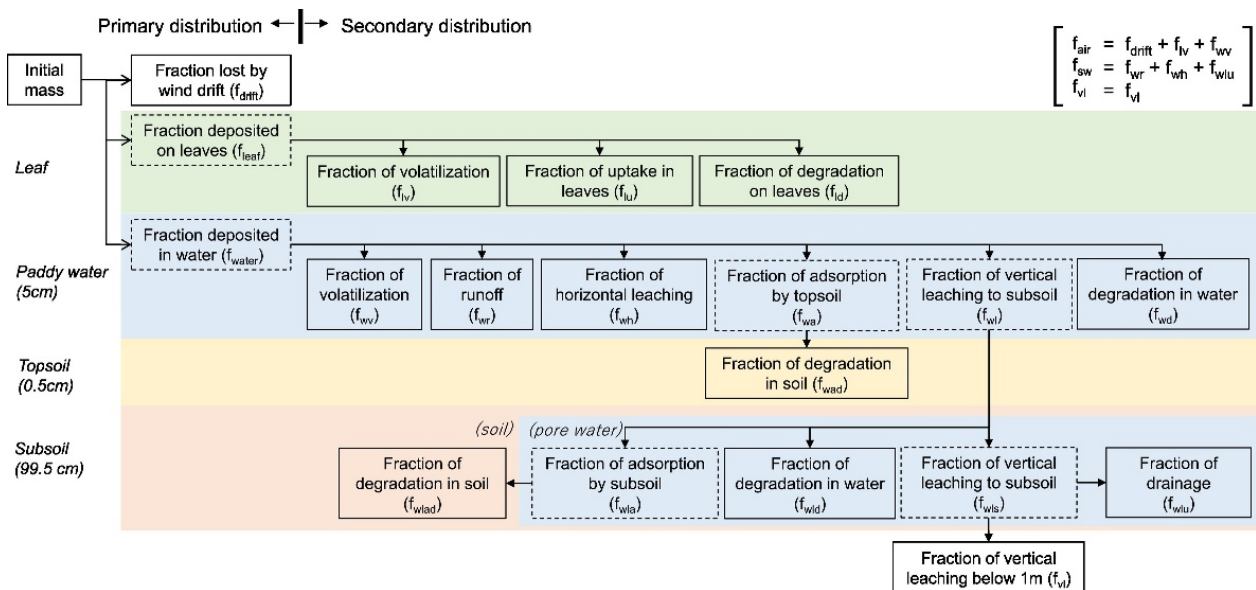 Primary distribution
Secondary distribution
f_air = f_drift + f_lv + f_wv
f_sw = f_wr + f_wh + f_wlu
f_vl = f_vl
Initial
mass
Fraction lost by
wind drift (f_drift)
Leaf
Fraction deposited
on leaves (f_leaf)
Fraction of volatilization
(f_lv)
Fraction of uptake in
leaves (f_lu)
Fraction of degradation
on leaves (f_ld)
Paddy water
(5cm)
Fraction deposited
in water (f_water)
Fraction of
volatilization
(f_wv)
Fraction of
runoff
(f_wr)
Fraction of
horizontal leaching
(f_wh)
Fraction of adsorption
by topsoil
(f_wa)
Fraction of vertical
leaching to subsoil
(f_wl)
Fraction of
degradation in water
(f_wd)
Topsoil
(0.5cm)
Fraction of degradation
in soil (f_wad)
Subsoil
(99.5 cm)
(soil)
(pore water)
Fraction of
degradation in soil
(f_wlad)
Fraction of adsorption
by subsoil
(f_wla)
Fraction of
degradation in water
(f_wld)
Fraction of vertical
leaching to subsoil
(f_wls)
Fraction of
drainage
(f_wlu)
Fraction of vertical
leaching below 1m (f_vl)